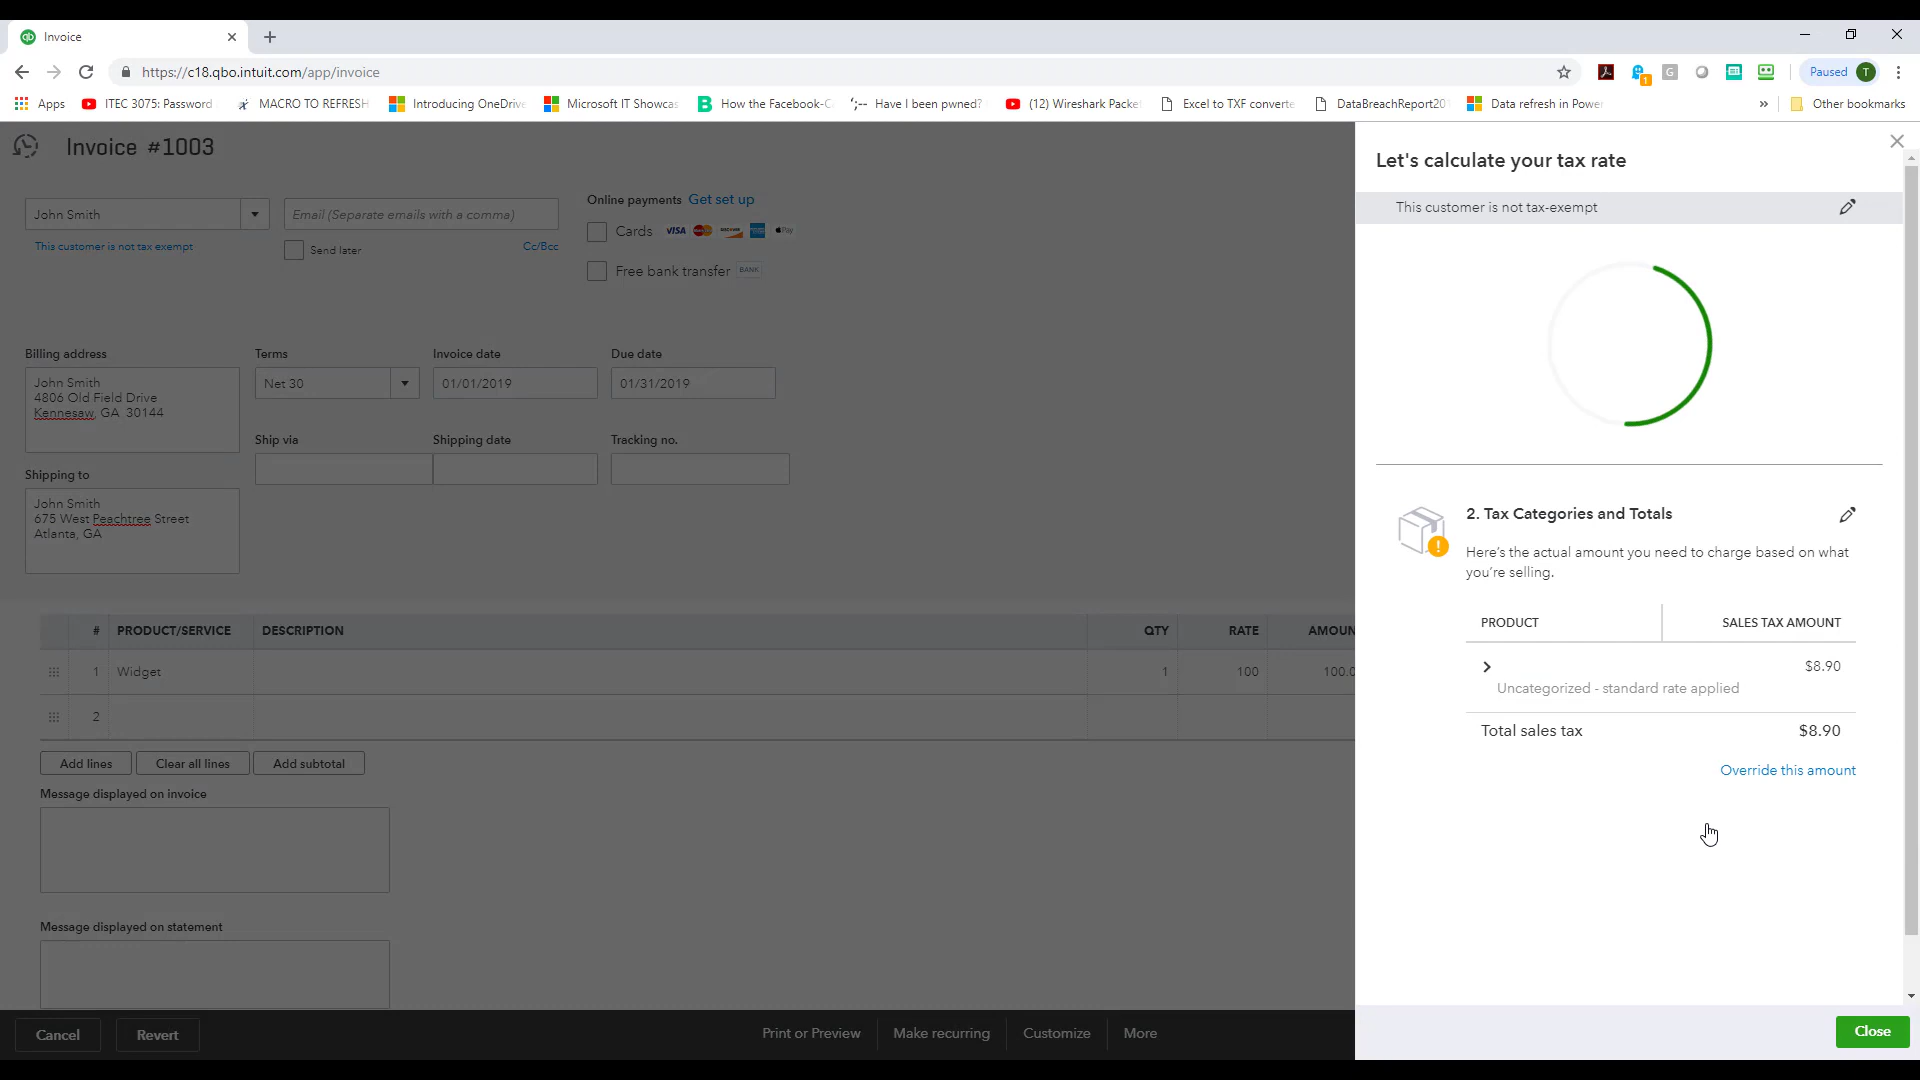 Invoice
https://c18.qbo.intuit.com/app/invoice
G
1
Paused T
Apps
ITEC 3075: Password
MACRO TO REFRESH
Introducing OneDrive
Microsoft IT Showcas
How the Facebook-C
Have I been pwned?
(12) Wireshark Packet
Excel to TXF converte
DataBreachReport20
Data refresh in Power
»
Other bookmarks
Invoice #1003
John Smith
Email (Separate emails with a comma)
This customer is not tax exempt
Send later
Cc/Bcc
Online payments Get set up
Cards VISA Pay
Free bank transfer BANK
Billing address
John Smith
4806 Old Field Drive
Kennesaw, GA 30144
Terms
Net 30
Invoice date
01/01/2019
Due date
01/31/2019
Ship via
Shipping date
Tracking no.
Shipping to
John Smith
675 West Peachtree Street
Atlanta, GA
# PRODUCT/SERVICE DESCRIPTION QTY RATE AMOUN
1 Widget 1 100 100.0
2
Add lines
Clear all lines
Add subtotal
Message displayed on invoice
Message displayed on statement
Cancel
Revert
Print or Preview
Make recurring
Customize
More
Let's calculate your tax rate
This customer is not tax-exempt
2. Tax Categories and Totals
Here's the actual amount you need to charge based on what
you're selling.
PRODUCT SALES TAX AMOUNT
$8.90
Uncategorized - standard rate applied
Total sales tax $8.90
Override this amount
Close